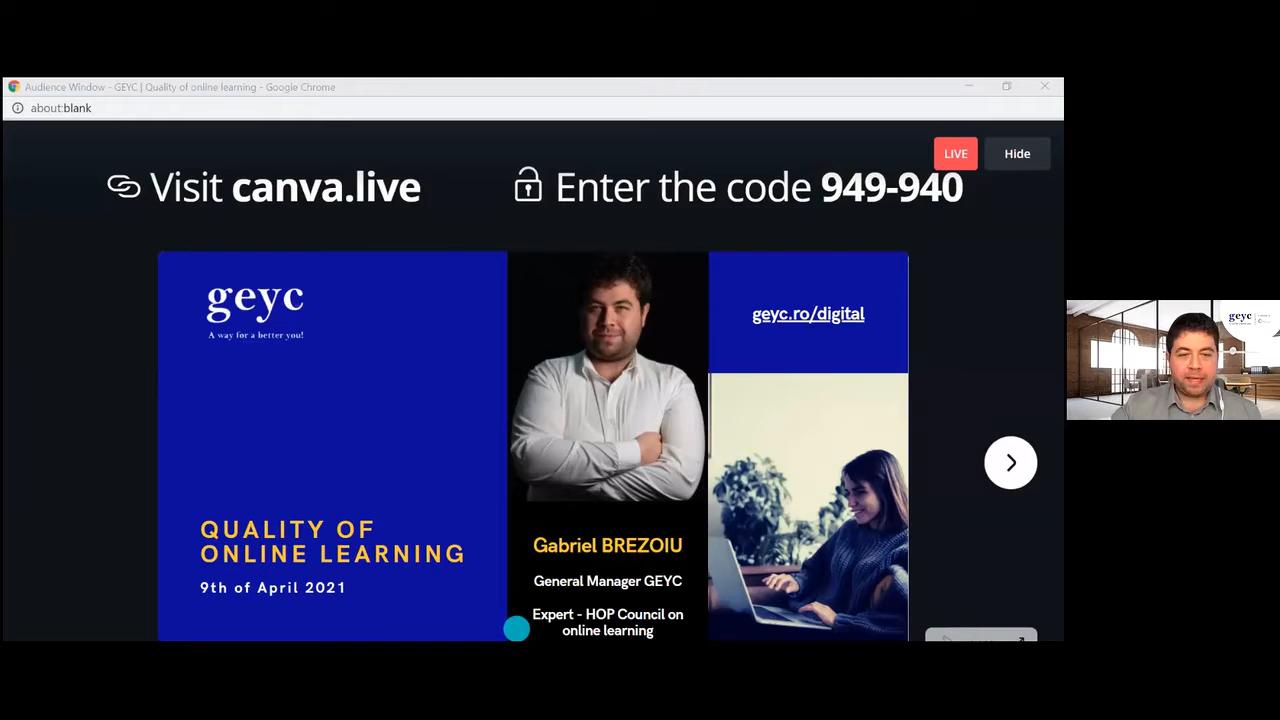 Audience Window - GEYC | Quality of online learning - Google Chrome
about:blank
LIVE
Hide
Visit canva.live
Enter the code 949-940
geyc
A way for a better you!
geyc.ro/digital
QUALITY OF
ONLINE LEARNING
9th of April 2021
Gabriel BREZOIU
General Manager GEYC
Expert - HOP Council on
online learning
geyc